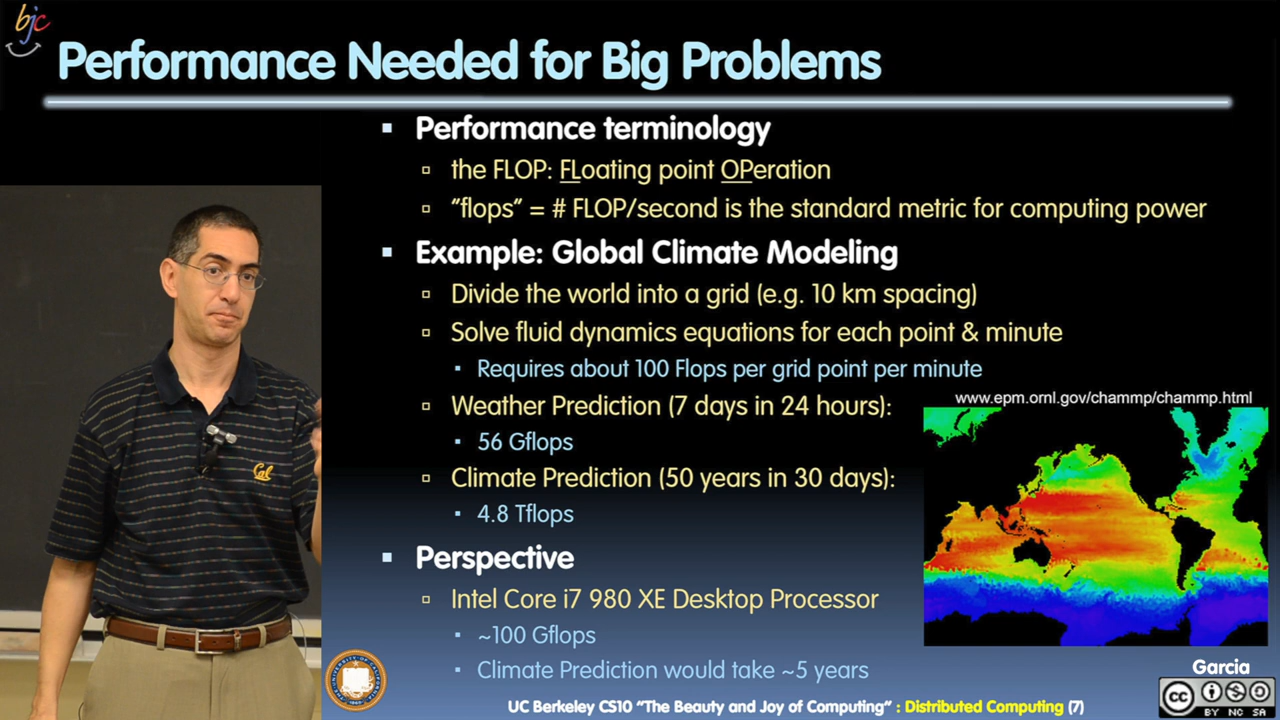 bjc
Performance Needed for Big Problems
Performance terminology
the FLOP: FLoating point OPeration
"flops" = # FLOP/second is the standard metric for computing power
Example: Global Climate Modeling
Divide the world into a grid (e.g. 10 km spacing)
Solve fluid dynamics equations for each point & minute
Requires about 100 Flops per grid point per minute
www.epm.ornl.gov/chammp/chammp.html
Weather Prediction (7 days in 24 hours):
56 Gflops
Cal
Climate Prediction (50 years in 30 days):
4.8 Tflops
Perspective
Intel Core i7 980 XE Desktop Processor
~100 Gflops
Climate Prediction would take ~5 years
Garcia
UC Berkeley CS10 "The Beauty and Joy of Computing" : Distributed Computing (7)
cc
BY NC SA